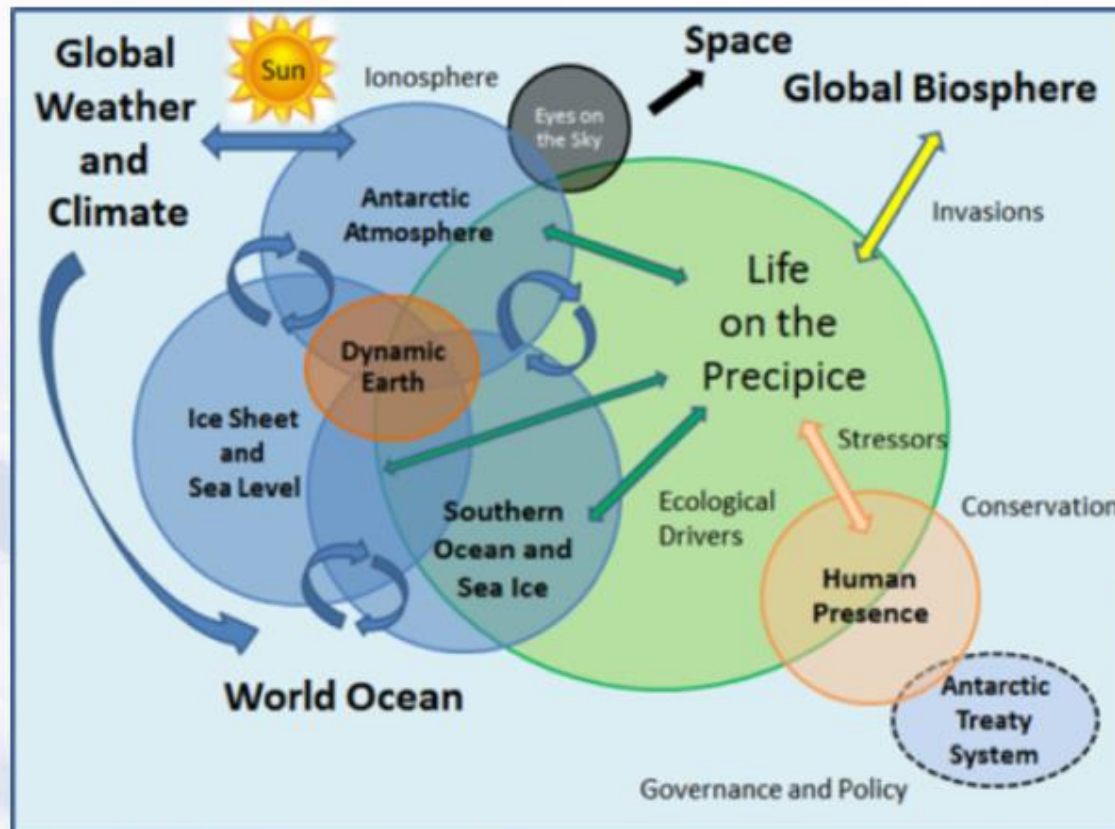 Global
Weather
and
Climate
Sun
Ionosphere
Eyes on
the Sky
Space
Global Biosphere
Invasions
Antarctic
Atmosphere
Life
on the
Precipice
Dynamic
Earth
Ice Sheet
and
Sea Level
Southern
Ocean and
Sea Ice
Ecological
Drivers
Stressors
Conservation
Human
Presence
World Ocean
Antarctic
Treaty
System
Governance and Policy